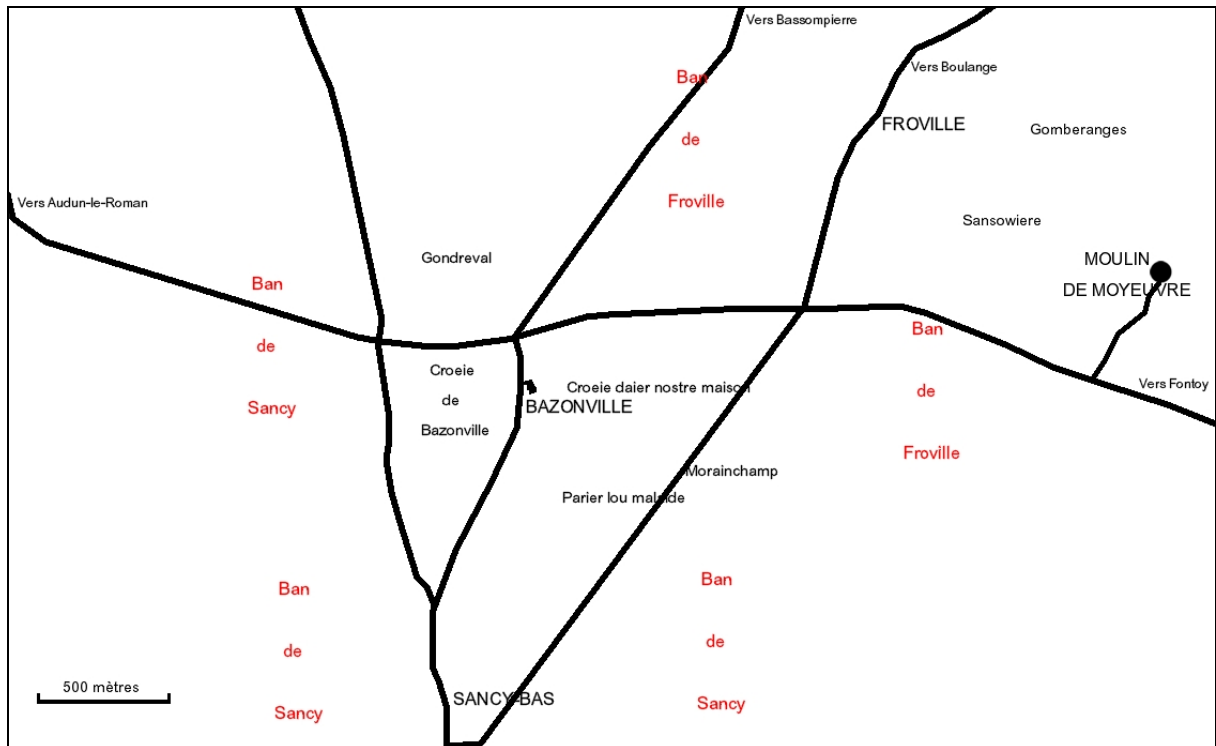 Vers Bassompierre
Vers Boulange
Ban
de
Froville
FROVILLE
Gomberanges
Vers Audun-le-Roman
Sansowiere
Gondreval
MOULIN
DE MOYEUVRE
Ban
de
Sancy
Ban
de
Froville
Croeie
de
Bazonville
Croeie daier nostre maison
BAZONVILLE
Vers Fontoy
Morainchamp
Parier lou malaide
Ban
de
Sancy
Ban
de
Sancy
500 mètres
SANCY-BAS